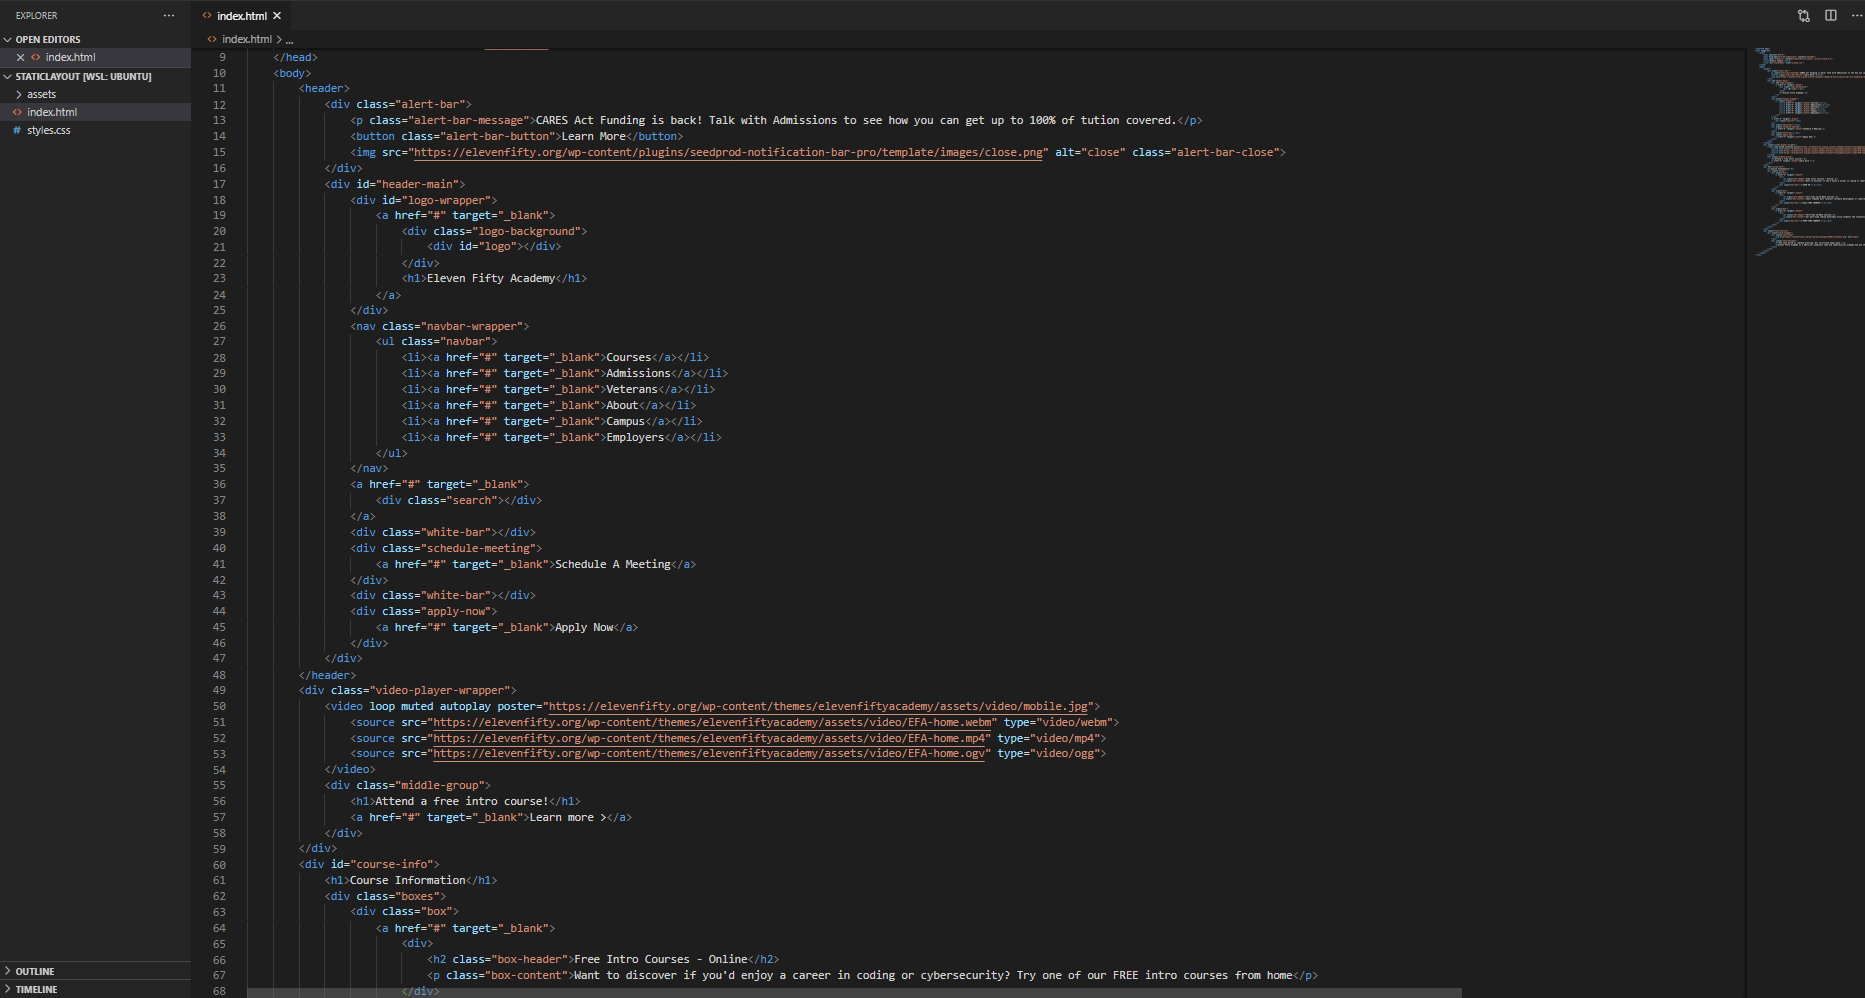 EXPLORER
...
index.html
OPEN EDITORS
index.html
STATICLAYOUT [WSL: UBUNTU]
assets
index.html
styles.css
OUTLINE
TIMELINE
index.html > ...
9 </head>
10 <body>
11 <header>
12 <div class="alert-bar">
13 <p class="alert-bar-message">CARES Act Funding is back! Talk with Admissions to see how you can get up to 100% of tution covered.</p>
14 <button class="alert-bar-button">Learn More</button>
15 <img src="https://elevenfifty.org/wp-content/plugins/seedprod-notification-bar-pro/template/images/close.png" alt="close" class="alert-bar-close">
16 </div>
17 <div id="header-main">
18 <div id="logo-wrapper">
19 <a href="#" target="_blank">
20 <div class="logo-background">
21 <div id="logo"></div>
22 </div>
23 <h1>Eleven Fifty Academy</h1>
24 </a>
25 </div>
26 <nav class="navbar-wrapper">
27 <ul class="navbar">
28 <li><a href="#" target="_blank">Courses</a></li>
29 <li><a href="#" target="_blank">Admissions</a></li>
30 <li><a href="#" target="_blank">Veterans</a></li>
31 <li><a href="#" target="_blank">About</a></li>
32 <li><a href="#" target="_blank">Campus</a></li>
33 <li><a href="#" target="_blank">Employers</a></li>
34 </ul>
35 </nav>
36 <a href="#" target="_blank">
37 <div class="search"></div>
38 </a>
39 <div class="white-bar"></div>
40 <div class="schedule-meeting">
41 <a href="#" target="_blank">Schedule A Meeting</a>
42 </div>
43 <div class="white-bar"></div>
44 <div class="apply-now">
45 <a href="#" target="_blank">Apply Now</a>
46 </div>
47 </div>
48 </header>
49 <div class="video-player-wrapper">
50 <video loop muted autoplay poster="https://elevenfifty.org/wp-content/themes/elevenfiftyacademy/assets/video/mobile.jpg">
51 <source src="https://elevenfifty.org/wp-content/themes/elevenfiftyacademy/assets/video/EFA-home.webm" type="video/webm">
52 <source src="https://elevenfifty.org/wp-content/themes/elevenfiftyacademy/assets/video/EFA-home.mp4" type="video/mp4">
53 <source src="https://elevenfifty.org/wp-content/themes/elevenfiftyacademy/assets/video/EFA-home.ogv" type="video/ogg">
54 </video>
55 <div class="middle-group">
56 <h1>Attend a free intro course!</h1>
57 <a href="#" target="_blank">Learn more ></a>
58 </div>
59 </div>
60 <div id="course-info">
61 <h1>Course Information</h1>
62 <div class="boxes">
63 <div class="box">
64 <a href="#" target="_blank">
65 <div>
66 <h2 class="box-header">Free Intro Courses - Online</h2>
67 <p class="box-content">Want to discover if you'd enjoy a career in coding or cybersecurity? Try one of our FREE intro courses from home</p>
68 </div>